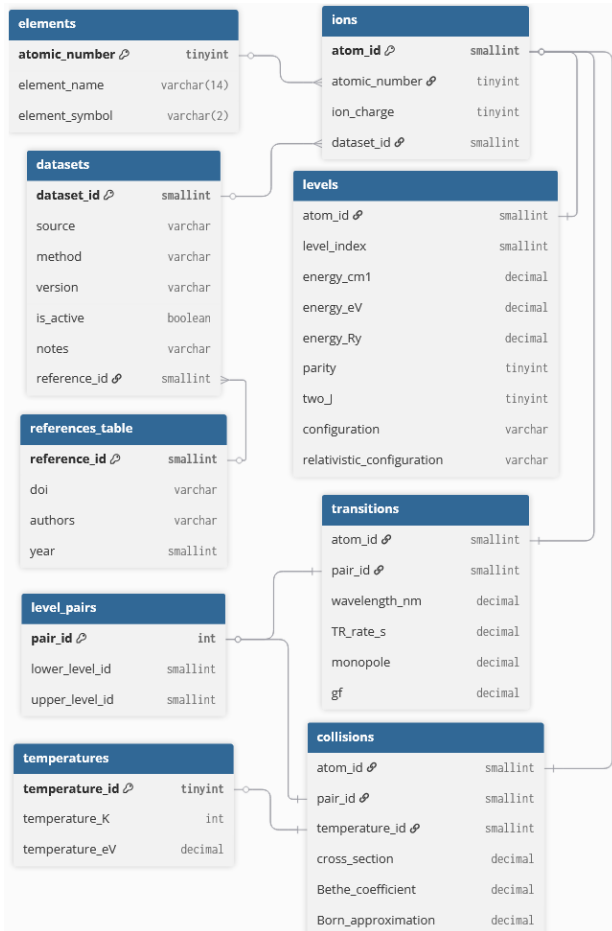 elements
atomic_number tinyint
element_name varchar(14)
element_symbol varchar(2)
ions
atom_id smallint
atomic_number tinyint
ion_charge tinyint
dataset_id smallint
datasets
dataset_id smallint
source varchar
method varchar
version varchar
is_active boolean
notes varchar
reference_id smallint
levels
atom_id smallint
level_index smallint
energy_cm1 decimal
energy_eV decimal
energy_Ry decimal
parity tinyint
two_J tinyint
configuration varchar
relativistic_configuration varchar
references_table
reference_id smallint
doi varchar
authors varchar
year smallint
transitions
atom_id smallint
pair_id smallint
wavelength_nm decimal
TR_rate_s decimal
monopole decimal
gf decimal
level_pairs
pair_id int
lower_level_id smallint
upper_level_id smallint
collisions
atom_id smallint
pair_id smallint
temperature_id smallint
cross_section decimal
Bethe_coefficient decimal
Born_approximation decimal
temperatures
temperature_id tinyint
temperature_K int
temperature_eV decimal